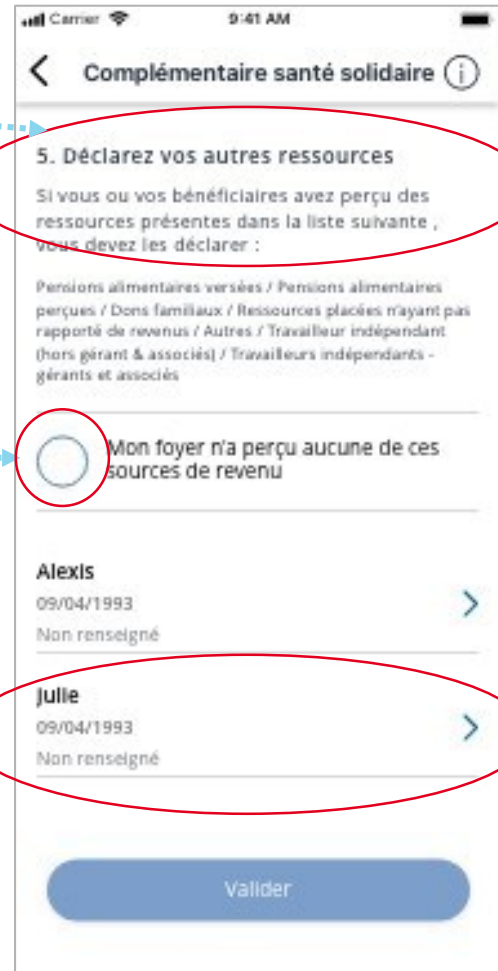 Carrier 9:41 AM
Complémentaire santé solidaire i
5. Déclarez vos autres ressources
Si vous ou vos bénéficiaires avez perçu des
ressources présentes dans la liste suivante ,
vous devez les déclarer :
Pensions alimentaires versées / Pensions alimentaires
perçues / Dons familiaux / Ressources placées n'ayant pas
rapporté de revenus / Autres / Travailleur indépendant
(hors gérant & associés) / Travailleurs indépendants -
gérants et associés
Mon foyer n'a perçu aucune de ces
sources de revenu
Alexis
09/04/1993
Non renseigné
Julie
09/04/1993
Non renseigné
Valider